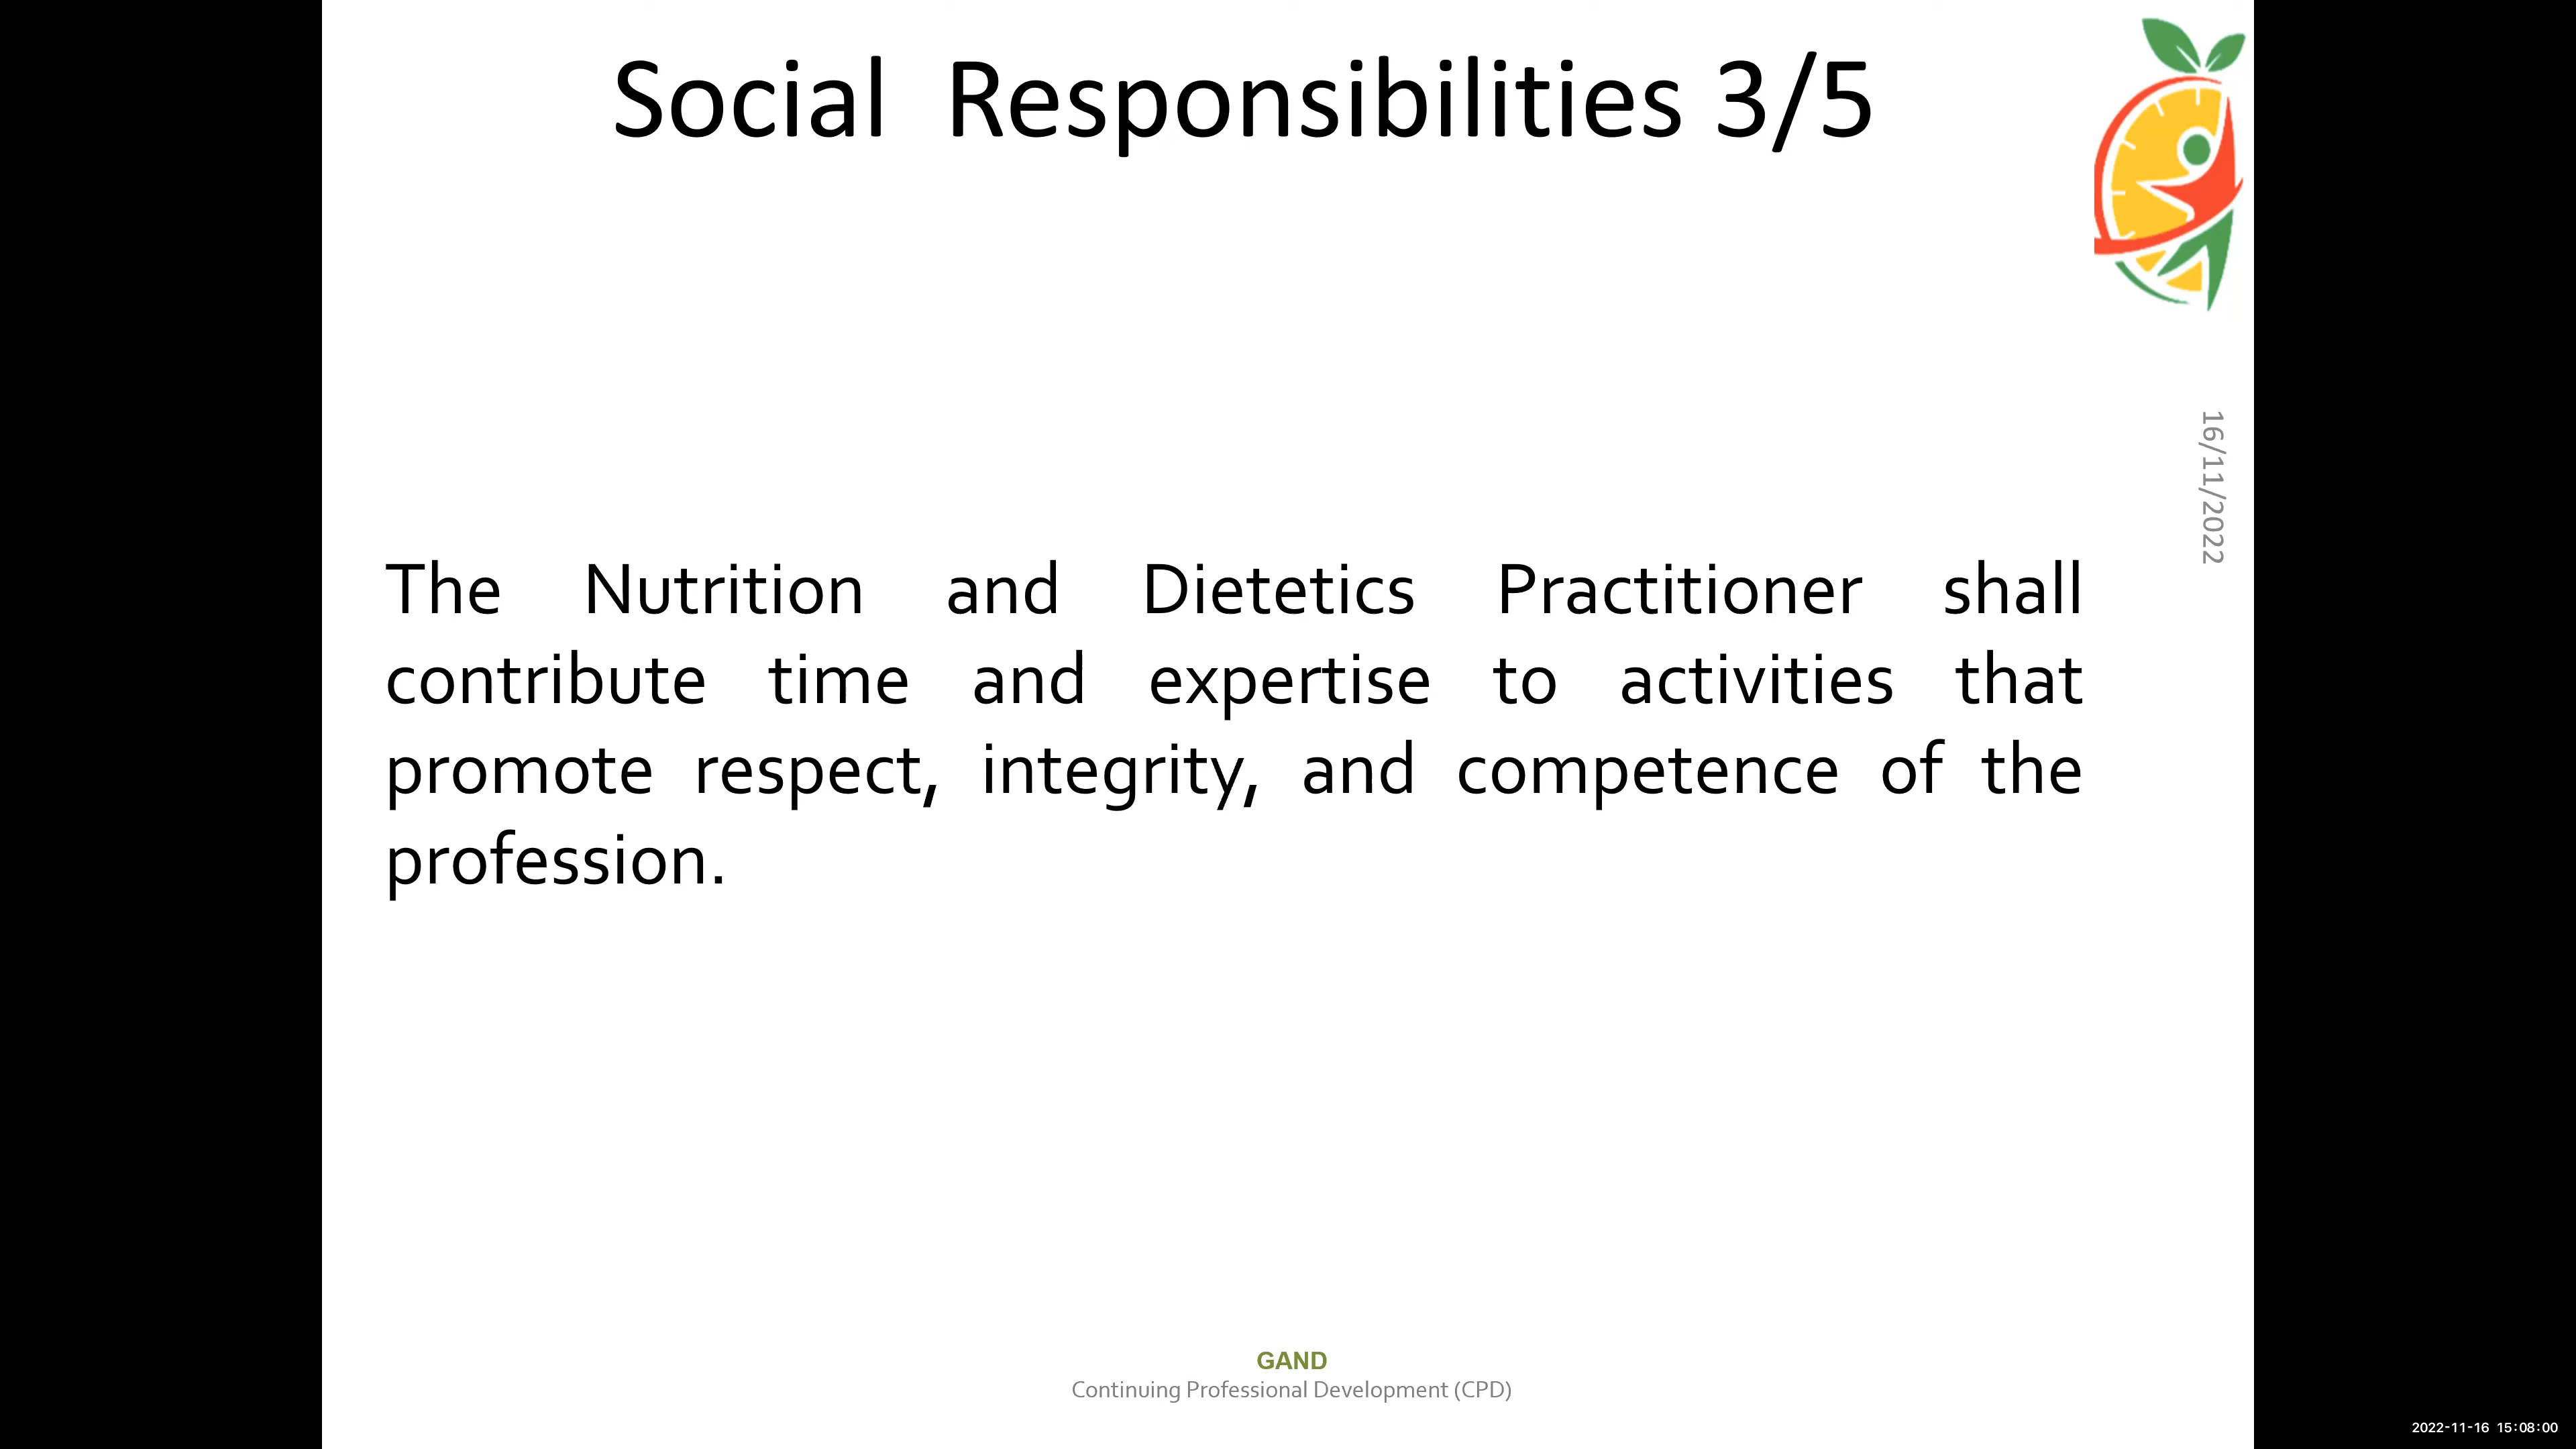 Social Responsibilities 3/5
16/11/2022
The Nutrition and Dietetics Practitioner shall
contribute time and expertise to activities that
promote respect, integrity, and competence of the
profession.
GAND
Continuing Professional Development (CPD)
2022-11-16 15:08:00